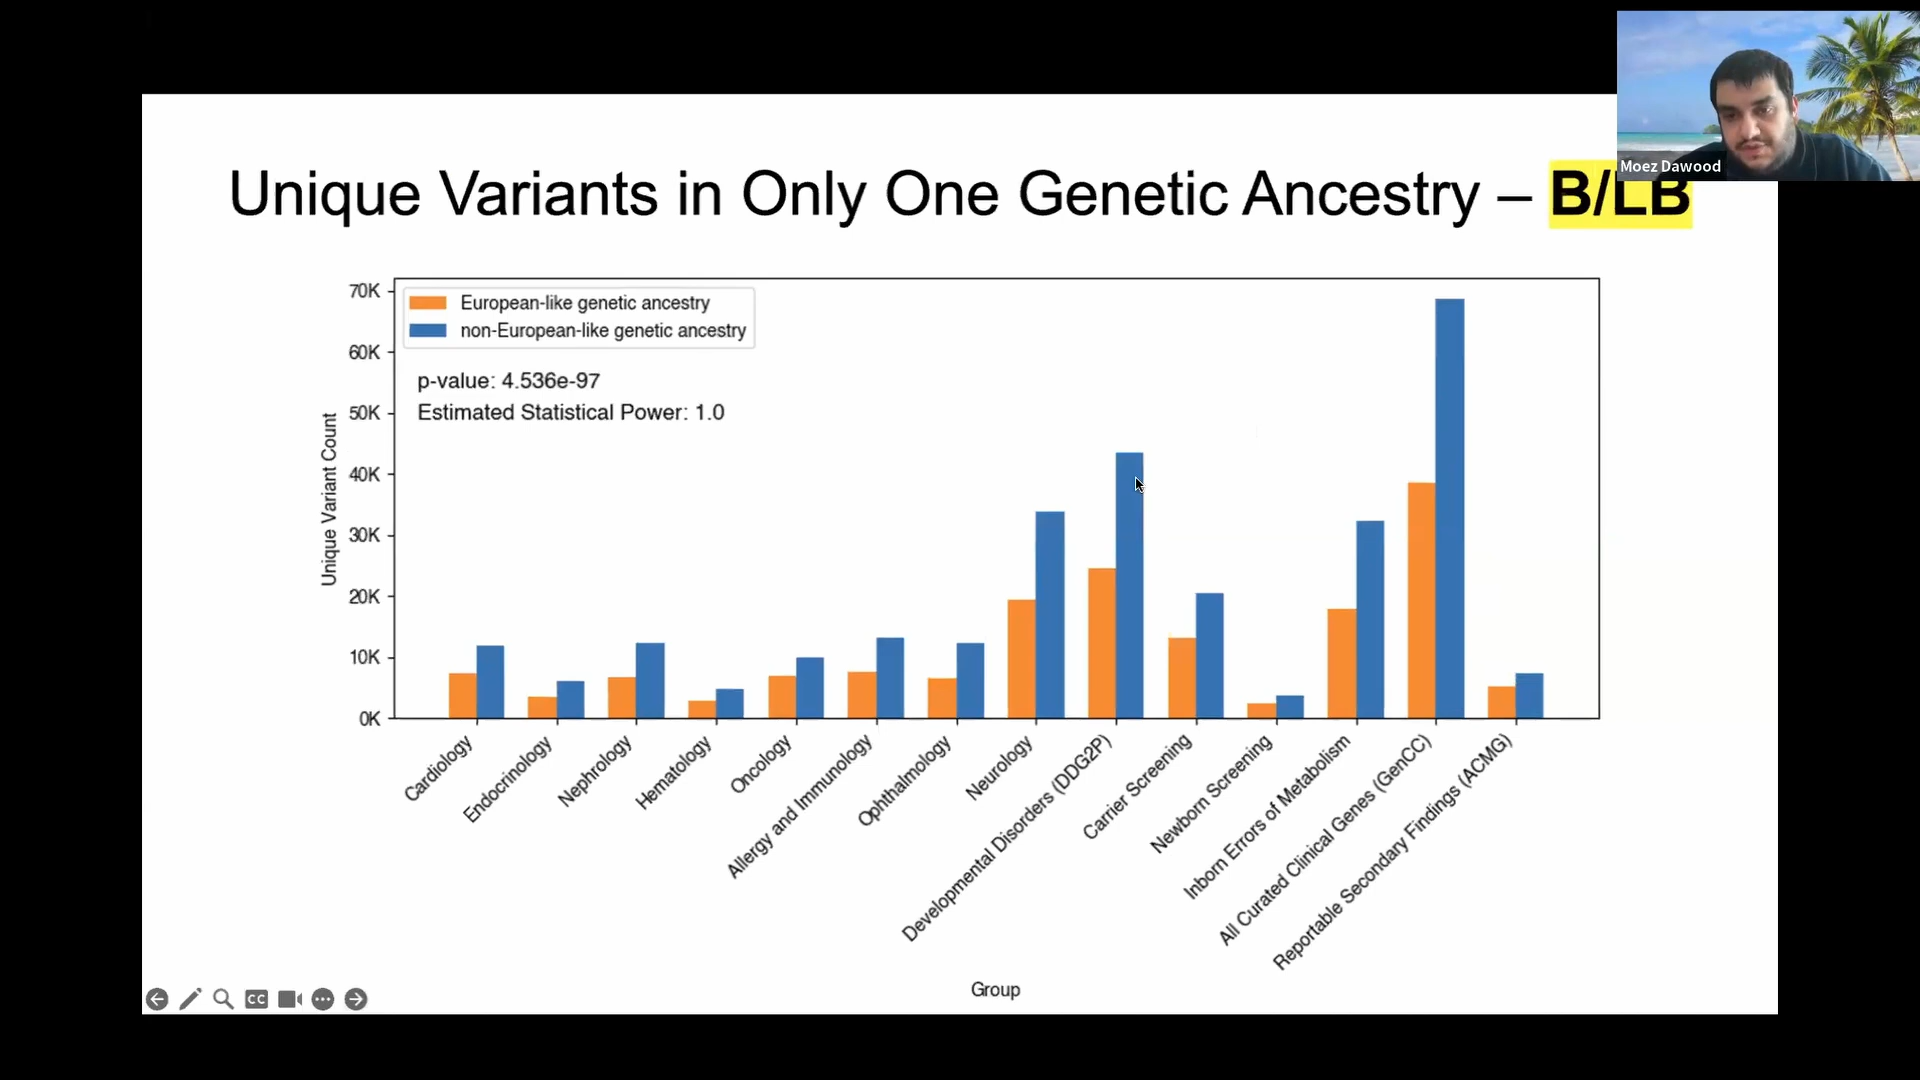 Moez Dawood
Unique Variants in Only One Genetic Ancestry – B/LB
European-like genetic ancestry
non-European-like genetic ancestry
p-value: 4.536e-97
Estimated Statistical Power: 1.0
Unique Variant Count
70K
60K
50K
40K
30K
20K
10K
0K
Cardiology
Endocrinology
Nephrology
Hematology
Oncology
Allergy and Immunology
Ophthalmology
Neurology
Developmental Disorders (DDG2P)
Carrier Screening
Newborn Screening
Inborn Errors of Metabolism
All Curated Clinical Genes (GenCC)
Reportable Secondary Findings (ACMG)
Group
CC